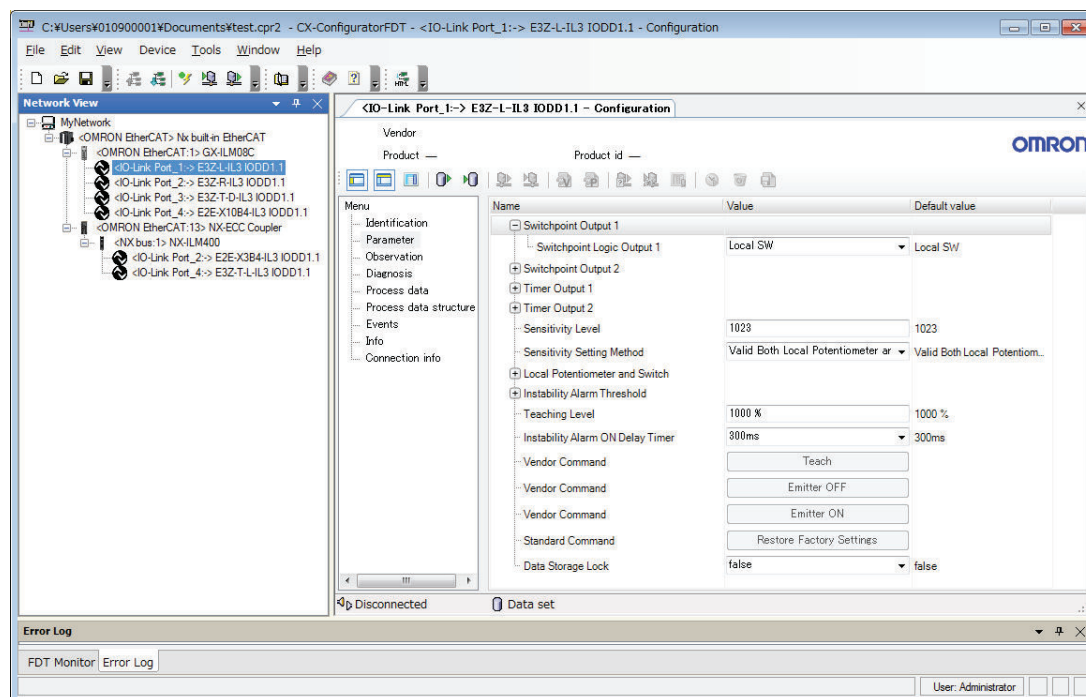 C:¥Users¥010900001¥Documents¥test.cpr2 - CX-ConfiguratorFDT - <IO-Link Port_1:-> E3Z-L-IL3 IODD1.1 - Configuration
File Edit View Device Tools Window Help
Network View
MyNetwork
<OMRON EtherCAT> Nx built-in EtherCAT
<OMRON EtherCAT:1> GX-ILM08C
<IO-Link Port_1:-> E3Z-L-IL3 IODD1.1
<IO-Link Port_2:-> E3Z-R-IL3 IODD1.1
<IO-Link Port_3:-> E3Z-T-D-IL3 IODD1.1
<IO-Link Port_4:-> E2E-X10B4-IL3 IODD1.1
<OMRON EtherCAT:13> NX-ECC Coupler
<NX bus:1> NX-ILM400
<IO-Link Port_2:-> E2E-X3B4-IL3 IODD1.1
<IO-Link Port_4:-> E3Z-T-L-IL3 IODD1.1
<IO-Link Port_1:-> E3Z-L-IL3 IODD1.1 - Configuration
Vendor
OMRON
Product — Product id —
Menu
Identification
Parameter
Observation
Diagnosis
Process data
Process data structure
Events
Info
Connection info
Name Value Default value
Switchpoint Output 1
Switchpoint Logic Output 1 Local SW Local SW
Switchpoint Output 2
Timer Output 1
Timer Output 2
Sensitivity Level 1023 1023
Sensitivity Setting Method Valid Both Local Potentiometer ar Valid Both Local Potentiom...
Local Potentiometer and Switch
Instability Alarm Threshold
Teaching Level 1000 % 1000 %
Instability Alarm ON Delay Timer 300ms 300ms
Vendor Command Teach
Vendor Command Emitter OFF
Vendor Command Emitter ON
Standard Command Restore Factory Settings
Data Storage Lock false false
Disconnected Data set
Error Log
FDT Monitor Error Log
User: Administrator